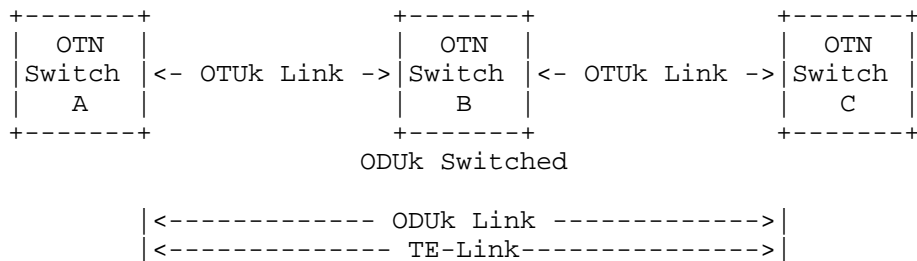 +-------+                 +-------+                 +-------+
|  OTN  |                 |  OTN  |                 |  OTN  |
|Switch |<- OTUk Link ->|Switch |<- OTUk Link ->|Switch |
|   A   |                 |   B   |                 |   C   |
+-------+                 +-------+                 +-------+
ODUk Switched
|<------------- ODUk Link ------------->|
|<-------------- TE-Link--------------->|